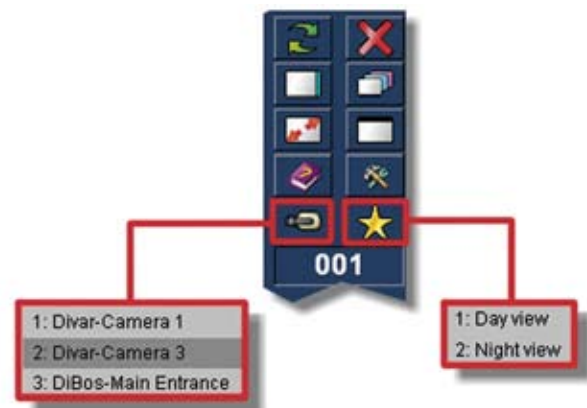 001
1: Divar-Camera 1
2: Divar-Camera 3
3: DiBos-Main Entrance
1: Day view
2: Night view